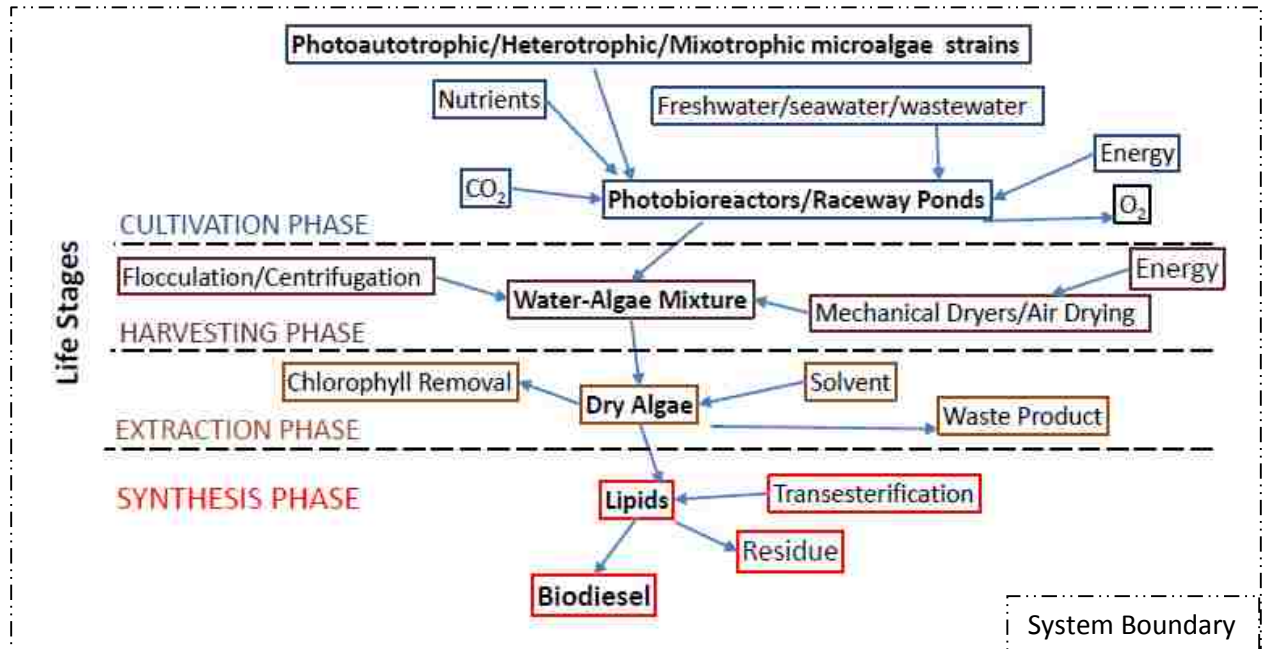 Photoautotrophic/Heterotrophic/Mixotrophic microalgae strains
Nutrients
Freshwater/seawater/wastewater
Energy
CO₂
Photobioreactors/Raceway Ponds
O₂
CULTIVATION PHASE
Life Stages
Flocculation/Centrifugation
Energy
Water-Algae Mixture
Mechanical Dryers/Air Drying
HARVESTING PHASE
Chlorophyll Removal
Solvent
Dry Algae
Waste Product
EXTRACTION PHASE
SYNTHESIS PHASE
Lipids
Transesterification
Residue
Biodiesel
System Boundary